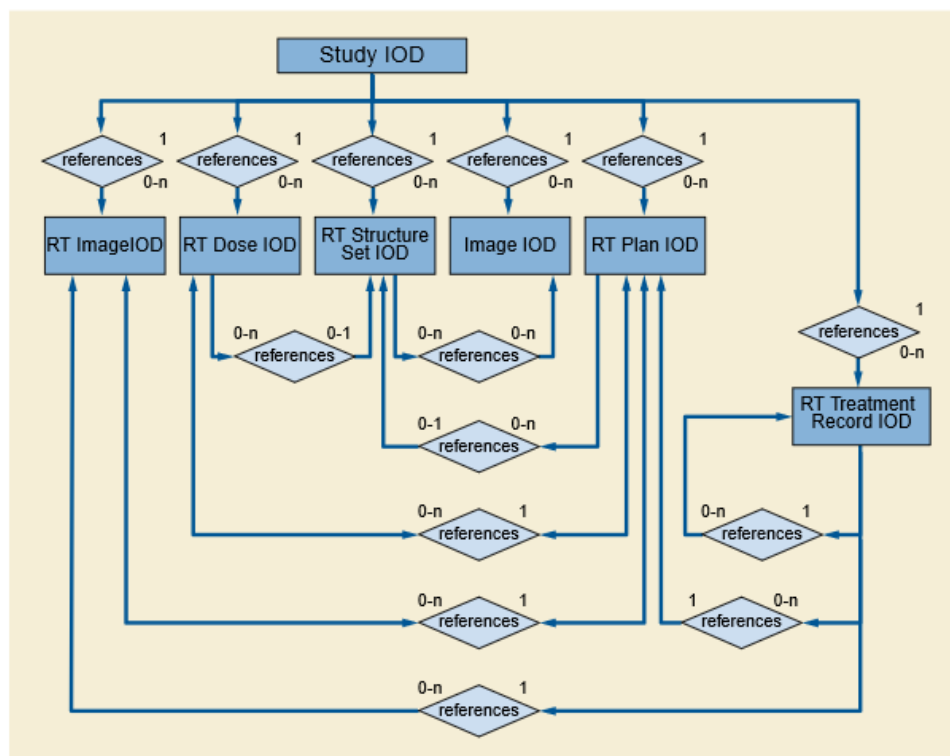 Study IOD
1 1 1 1 1
references references references references references
0-n 0-n 0-n 0-n 0-n
RT ImageIOD
RT Dose IOD
RT Structure
Set IOD
Image IOD
RT Plan IOD
1
references
0-n
0-n 0-1
references
0-n 0-n
references
RT Treatment
Record IOD
0-1 0-n
references
0-n 1
references
0-n 1
references
0-n 1
references
1 0-n
references
0-n 1
references